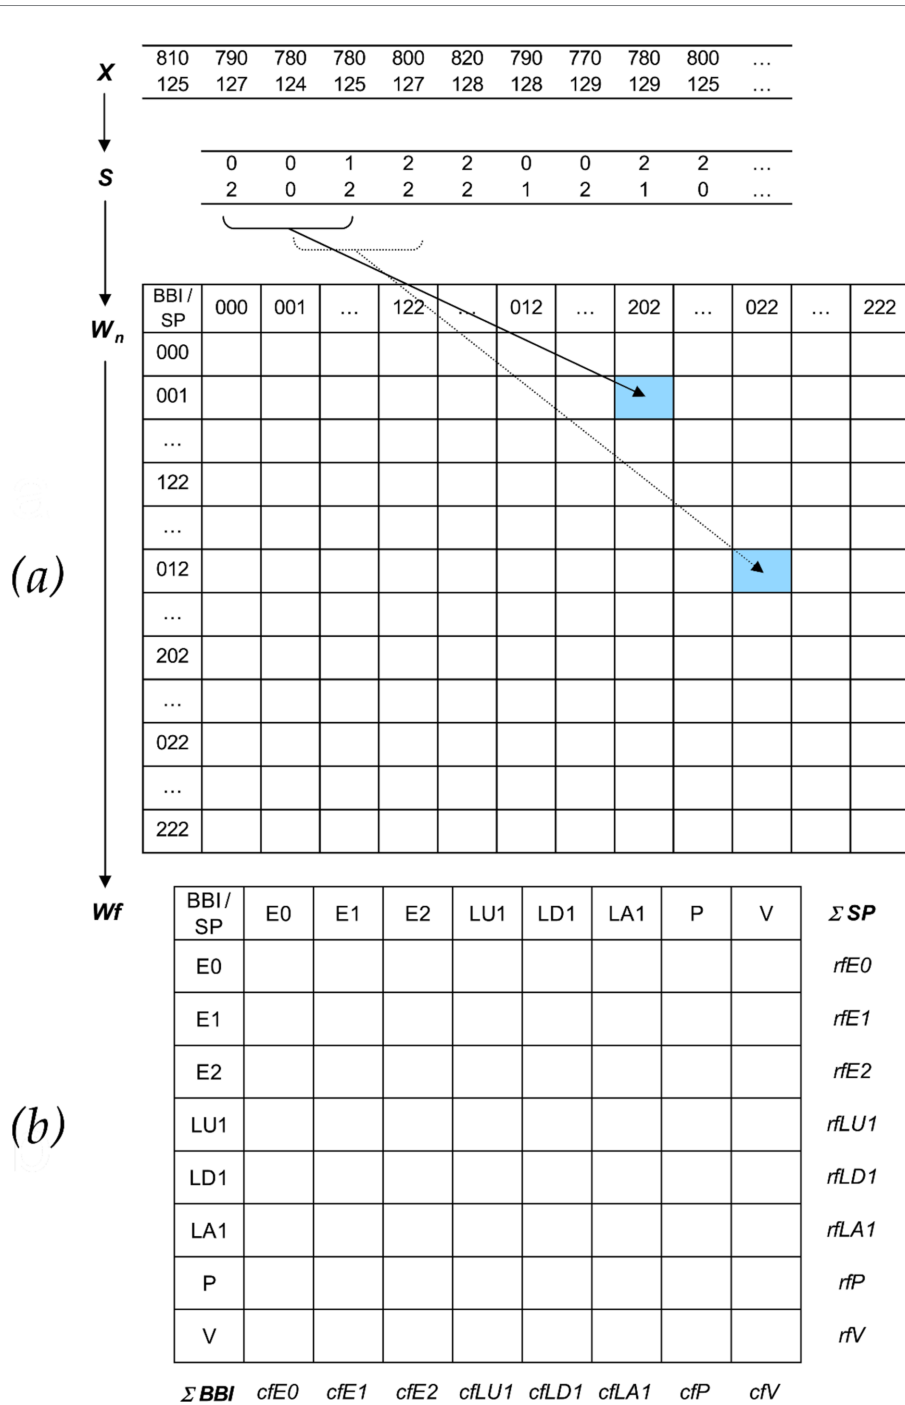 810 790 780 780 800 820 790 770 780 800 …
X
125 127 124 125 127 128 128 129 129 125 …
0 0 1 2 2 0 0 2 2 …
S
2 0 2 2 2 1 2 1 0 …
BBI / SP 000 001 … 122 … 012 … 202 … 022 … 222
Wn
000
001
…
122
…
(a)
012
…
202
…
022
…
222
Wf
BBI / SP E0 E1 E2 LU1 LD1 LA1 P V Σ SP
E0 rfE0
E1 rfE1
E2 rfE2
(b)
LU1 rfLU1
LD1 rfLD1
LA1 rfLA1
P rfP
V rfV
Σ BBI cfE0 cfE1 cfE2 cfLU1 cfLD1 cfLA1 cfP cfV